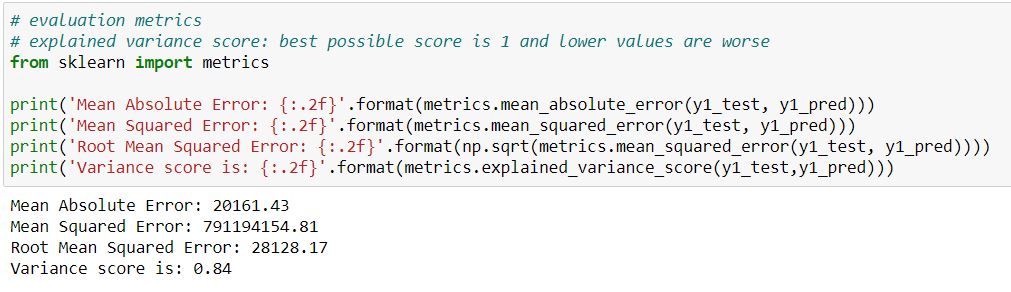 # evaluation metrics
# explained variance score: best possible score is 1 and lower values are worse
from sklearn import metrics
print('Mean Absolute Error: {:.2f}'.format(metrics.mean_absolute_error(y1_test, y1_pred)))
print('Mean Squared Error: {:.2f}'.format(metrics.mean_squared_error(y1_test, y1_pred)))
print('Root Mean Squared Error: {:.2f}'.format(np.sqrt(metrics.mean_squared_error(y1_test, y1_pred))))
print('Variance score is: {:.2f}'.format(metrics.explained_variance_score(y1_test,y1_pred)))
Mean Absolute Error: 20161.43
Mean Squared Error: 791194154.81
Root Mean Squared Error: 28128.17
Variance score is: 0.84